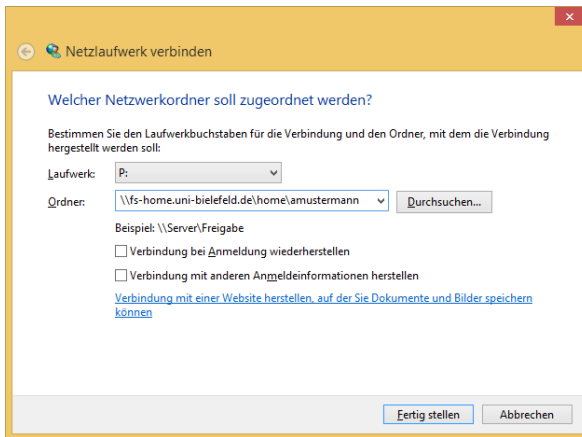 Netzlaufwerk verbinden
Welcher Netzwerkordner soll zugeordnet werden?
Bestimmen Sie den Laufwerkbuchstaben für die Verbindung und den Ordner, mit dem die Verbindung
hergestellt werden soll:
Laufwerk: P:
Ordner: \\fs-home.uni-bielefeld.de\home\amustermann Durchsuchen...
Beispiel: \\Server\Freigabe
Verbindung bei Anmeldung wiederherstellen
Verbindung mit anderen Anmeldeinformationen herstellen
Verbindung mit einer Website herstellen, auf der Sie Dokumente und Bilder speichern
können
Fertig stellen Abbrechen